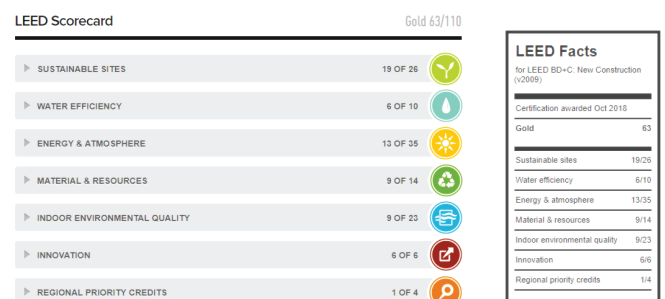 LEED Scorecard
Gold 63/110
SUSTAINABLE SITES 19 OF 26
WATER EFFICIENCY 6 OF 10
ENERGY & ATMOSPHERE 13 OF 35
MATERIAL & RESOURCES 9 OF 14
INDOOR ENVIRONMENTAL QUALITY 9 OF 23
INNOVATION 6 OF 6
REGIONAL PRIORITY CREDITS 1 OF 4
LEED Facts
for LEED BD+C: New Construction
(v2009)
Certification awarded Oct 2018
Gold 63
Sustainable sites 19/26
Water efficiency 6/10
Energy & atmosphere 13/35
Material & resources 9/14
Indoor environmental quality 9/23
Innovation 6/6
Regional priority credits 1/4